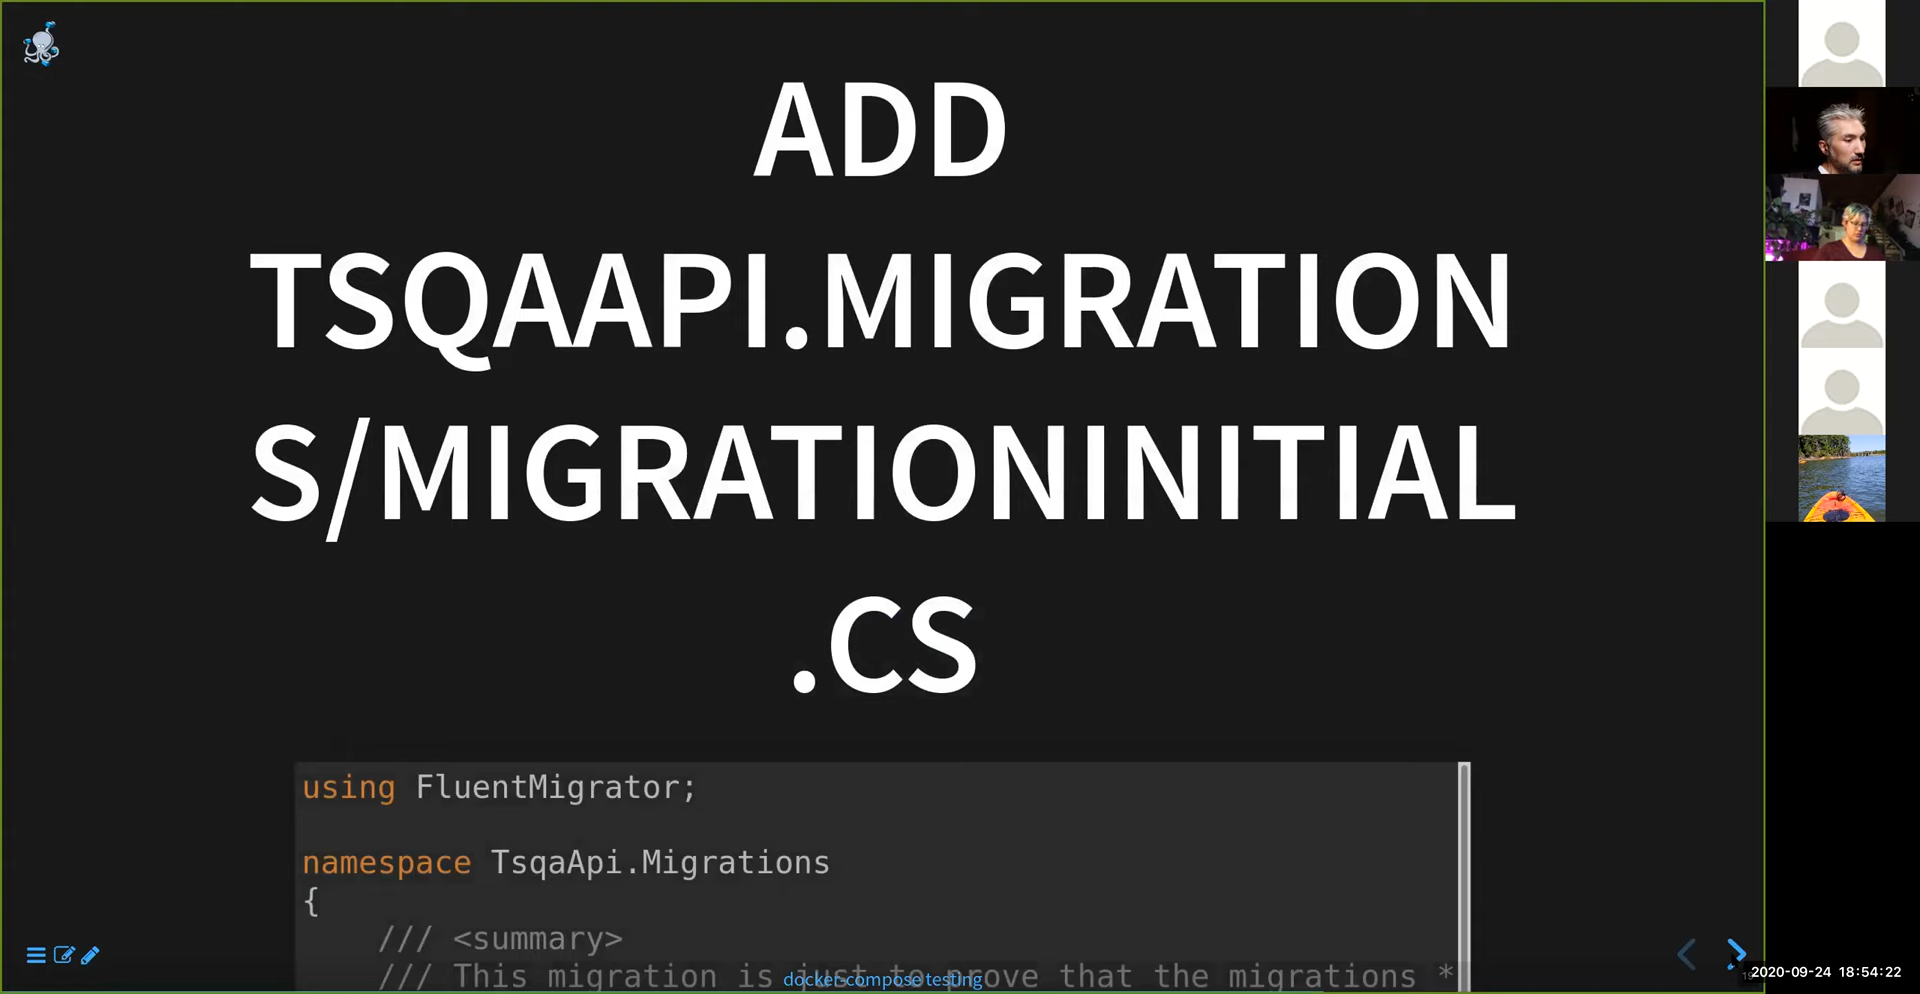 ADD
TSQAAPI.MIGRATION
S/MIGRATIONINITIAL
.CS
using FluentMigrator;
namespace TsqaApi.Migrations
{
/// <summary>
/// This migration is just to prove that the migrations *
docker-compose testing
2020-09-24 18:54:22